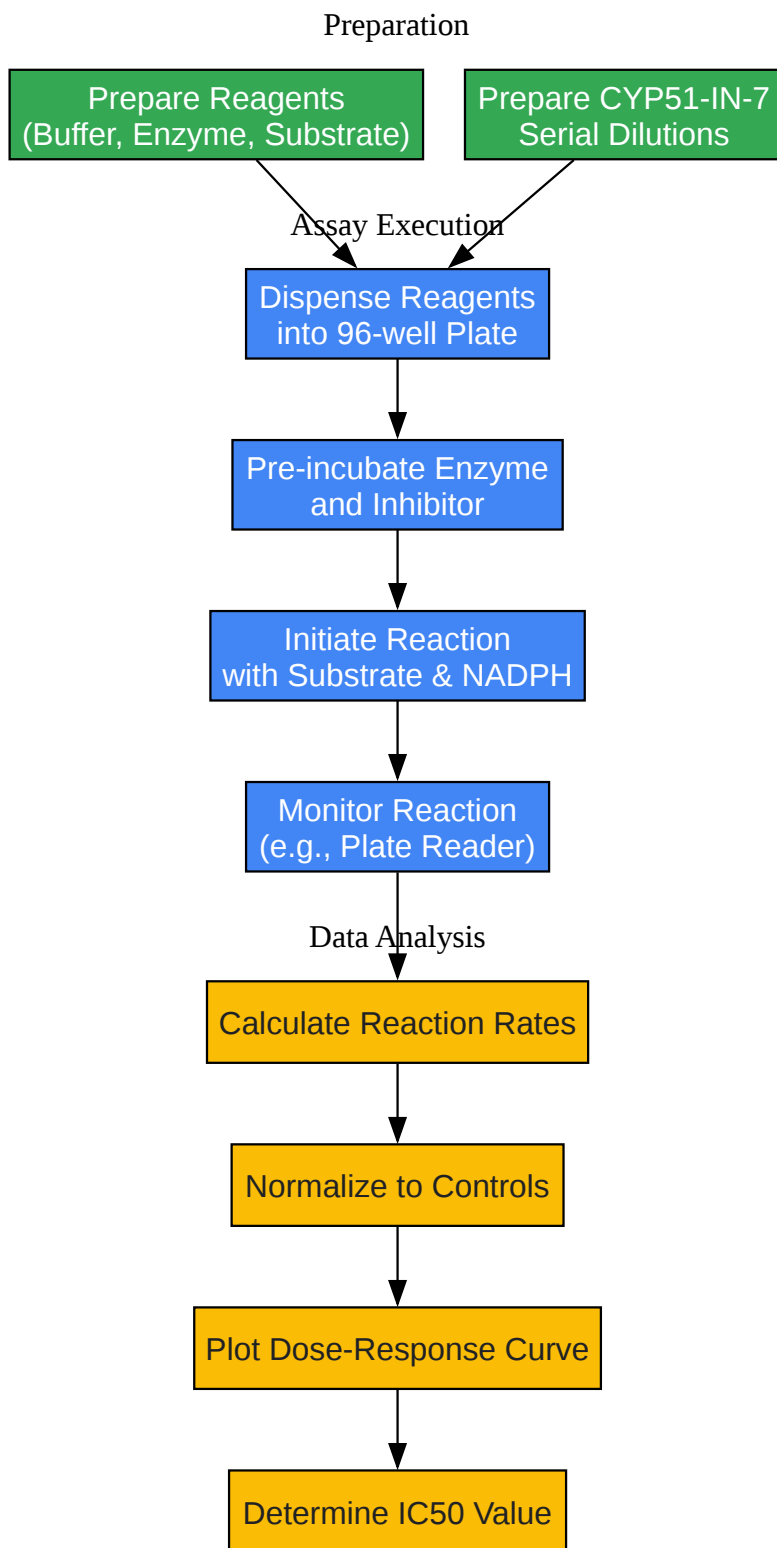 Preparation
Prepare Reagents
(Buffer, Enzyme, Substrate)
Prepare CYP51-IN-7
Serial Dilutions
Assay Execution
Dispense Reagents
into 96-well Plate
Pre-incubate Enzyme
and Inhibitor
Initiate Reaction
with Substrate & NADPH
Monitor Reaction
(e.g., Plate Reader)
Data Analysis
Calculate Reaction Rates
Normalize to Controls
Plot Dose-Response Curve
Determine IC50 Value